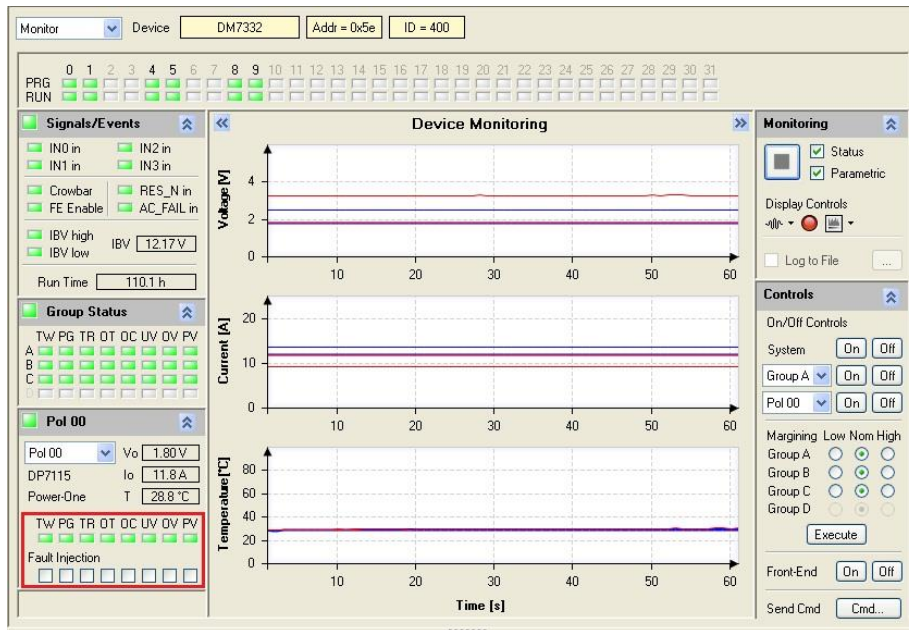 Monitor Device DM7332 Addr = 0x5e ID = 400
0 1 2 3 4 5 6 7 8 9 10 11 12 13 14 15 16 17 18 19 20 21 22 23 24 25 26 27 28 29 30 31
PRG
RUN
Signals/Events
IN0 in IN2 in
IN1 in IN3 in
Crowbar RES_N in
FE Enable AC_FAIL in
IBV high
IBV low
IBV 12.17 V
Run Time 110.1 h
Group Status
TW PG TR OT OC UV OV PV
A
B
C
D
Pol 00
Pol 00 Vo 1.80 V
DP7115 Io 11.8 A
Power-One T 28.8 °C
TW PG TR OT OC UV OV PV
Fault Injection
Device Monitoring
Voltage [V]
4
2
0
10 20 30 40 50 60
Current [A]
20
10
0
10 20 30 40 50 60
Temperature [°C]
80
60
40
20
0
10 20 30 40 50 60
Time [s]
Monitoring
Status
Parametric
Display Controls
Log to File ...
Controls
On/Off Controls
System On Off
Group A On Off
Pol 00 On Off
Margining Low Nom High
Group A
Group B
Group C
Group D
Execute
Front-End On Off
Send Cmd Cmd...